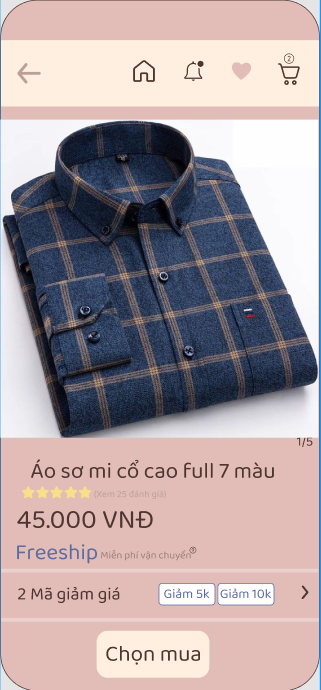 2
1/5
Áo sơ mi cổ cao full 7 màu
(Xem 25 đánh giá)
45.000 VNĐ
Freeship Miễn phí vận chuyển?
2 Mã giảm giá Giảm 5k Giảm 10k
Chọn mua